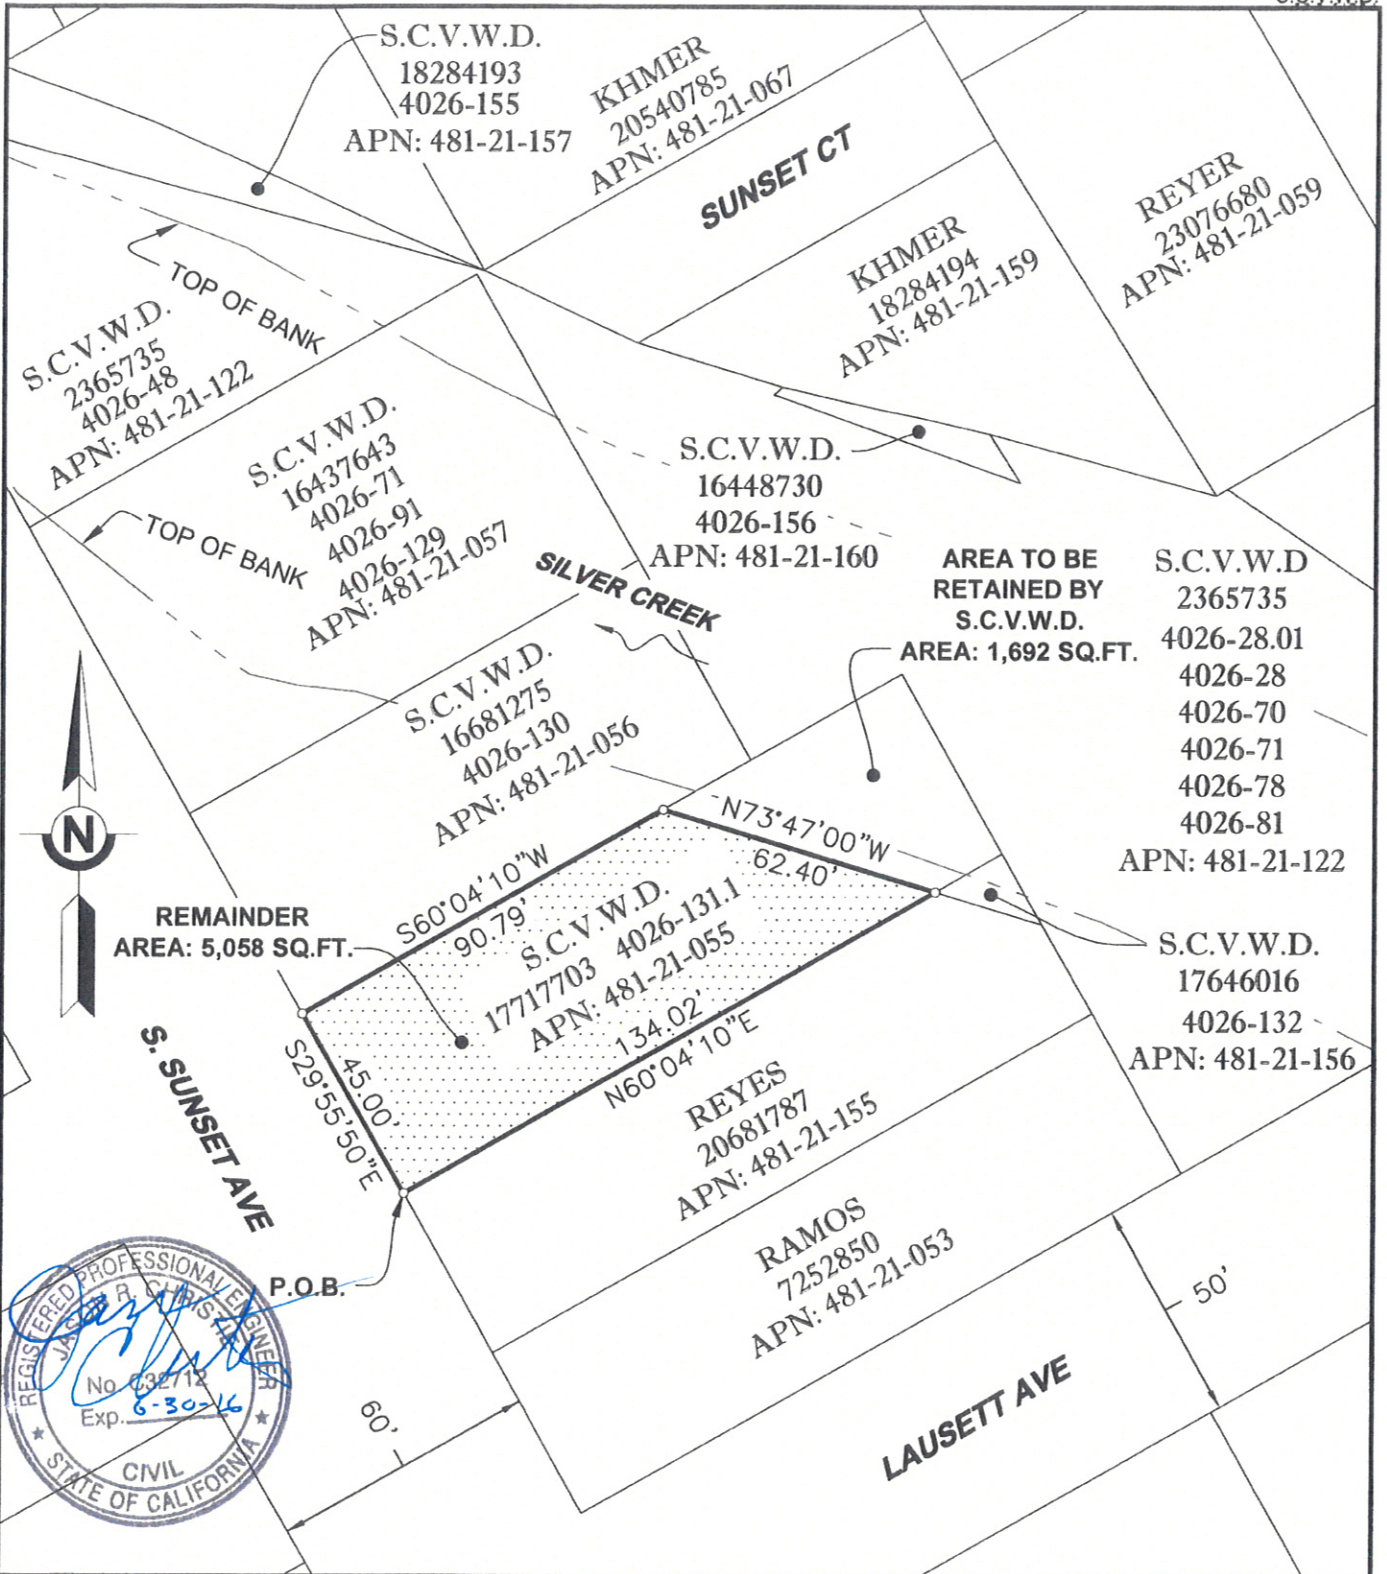 S.C.V.W.D.
18284193
4026-155
APN: 481-21-157
KHMER
20540785
APN: 481-21-067
SUNSET CT
KHMER
18284194
APN: 481-21-159
REYER
23076680
APN: 481-21-059
TOP OF BANK
S.C.V.W.D.
2365735
4026-48
APN: 481-21-122
S.C.V.W.D.
16437643
4026-71
4026-91
4026-129
APN: 481-21-057
TOP OF BANK
S.C.V.W.D.
16448730
4026-156
APN: 481-21-160
SILVER CREEK
AREA TO BE
RETAINED BY
S.C.V.W.D.
AREA: 1,692 SQ.FT.
S.C.V.W.D
2365735
4026-28.01
4026-28
4026-70
4026-71
4026-78
4026-81
APN: 481-21-122
S.C.V.W.D.
16681275
4026-130
APN: 481-21-056
N
N73°47'00"W
62.40'
S60°04'10"W
90.79'
REMAINDER
AREA: 5,058 SQ.FT.
S.C.V.W.D.
17717703 4026-131.1
APN: 481-21-055
134.02'
N60°04'10"E
45.00'
S29°55'50"E
S.C.V.W.D.
17646016
4026-132
APN: 481-21-156
S. SUNSET AVE
REYES
20681787
APN: 481-21-155
RAMOS
7252850
APN: 481-21-053
P.O.B.
50'
60'
LAUSETT AVE
REGISTERED PROFESSIONAL ENGINEER
R. CHRISTIE
No. C32712
Exp. 6-30-16
CIVIL
STATE OF CALIFORNIA